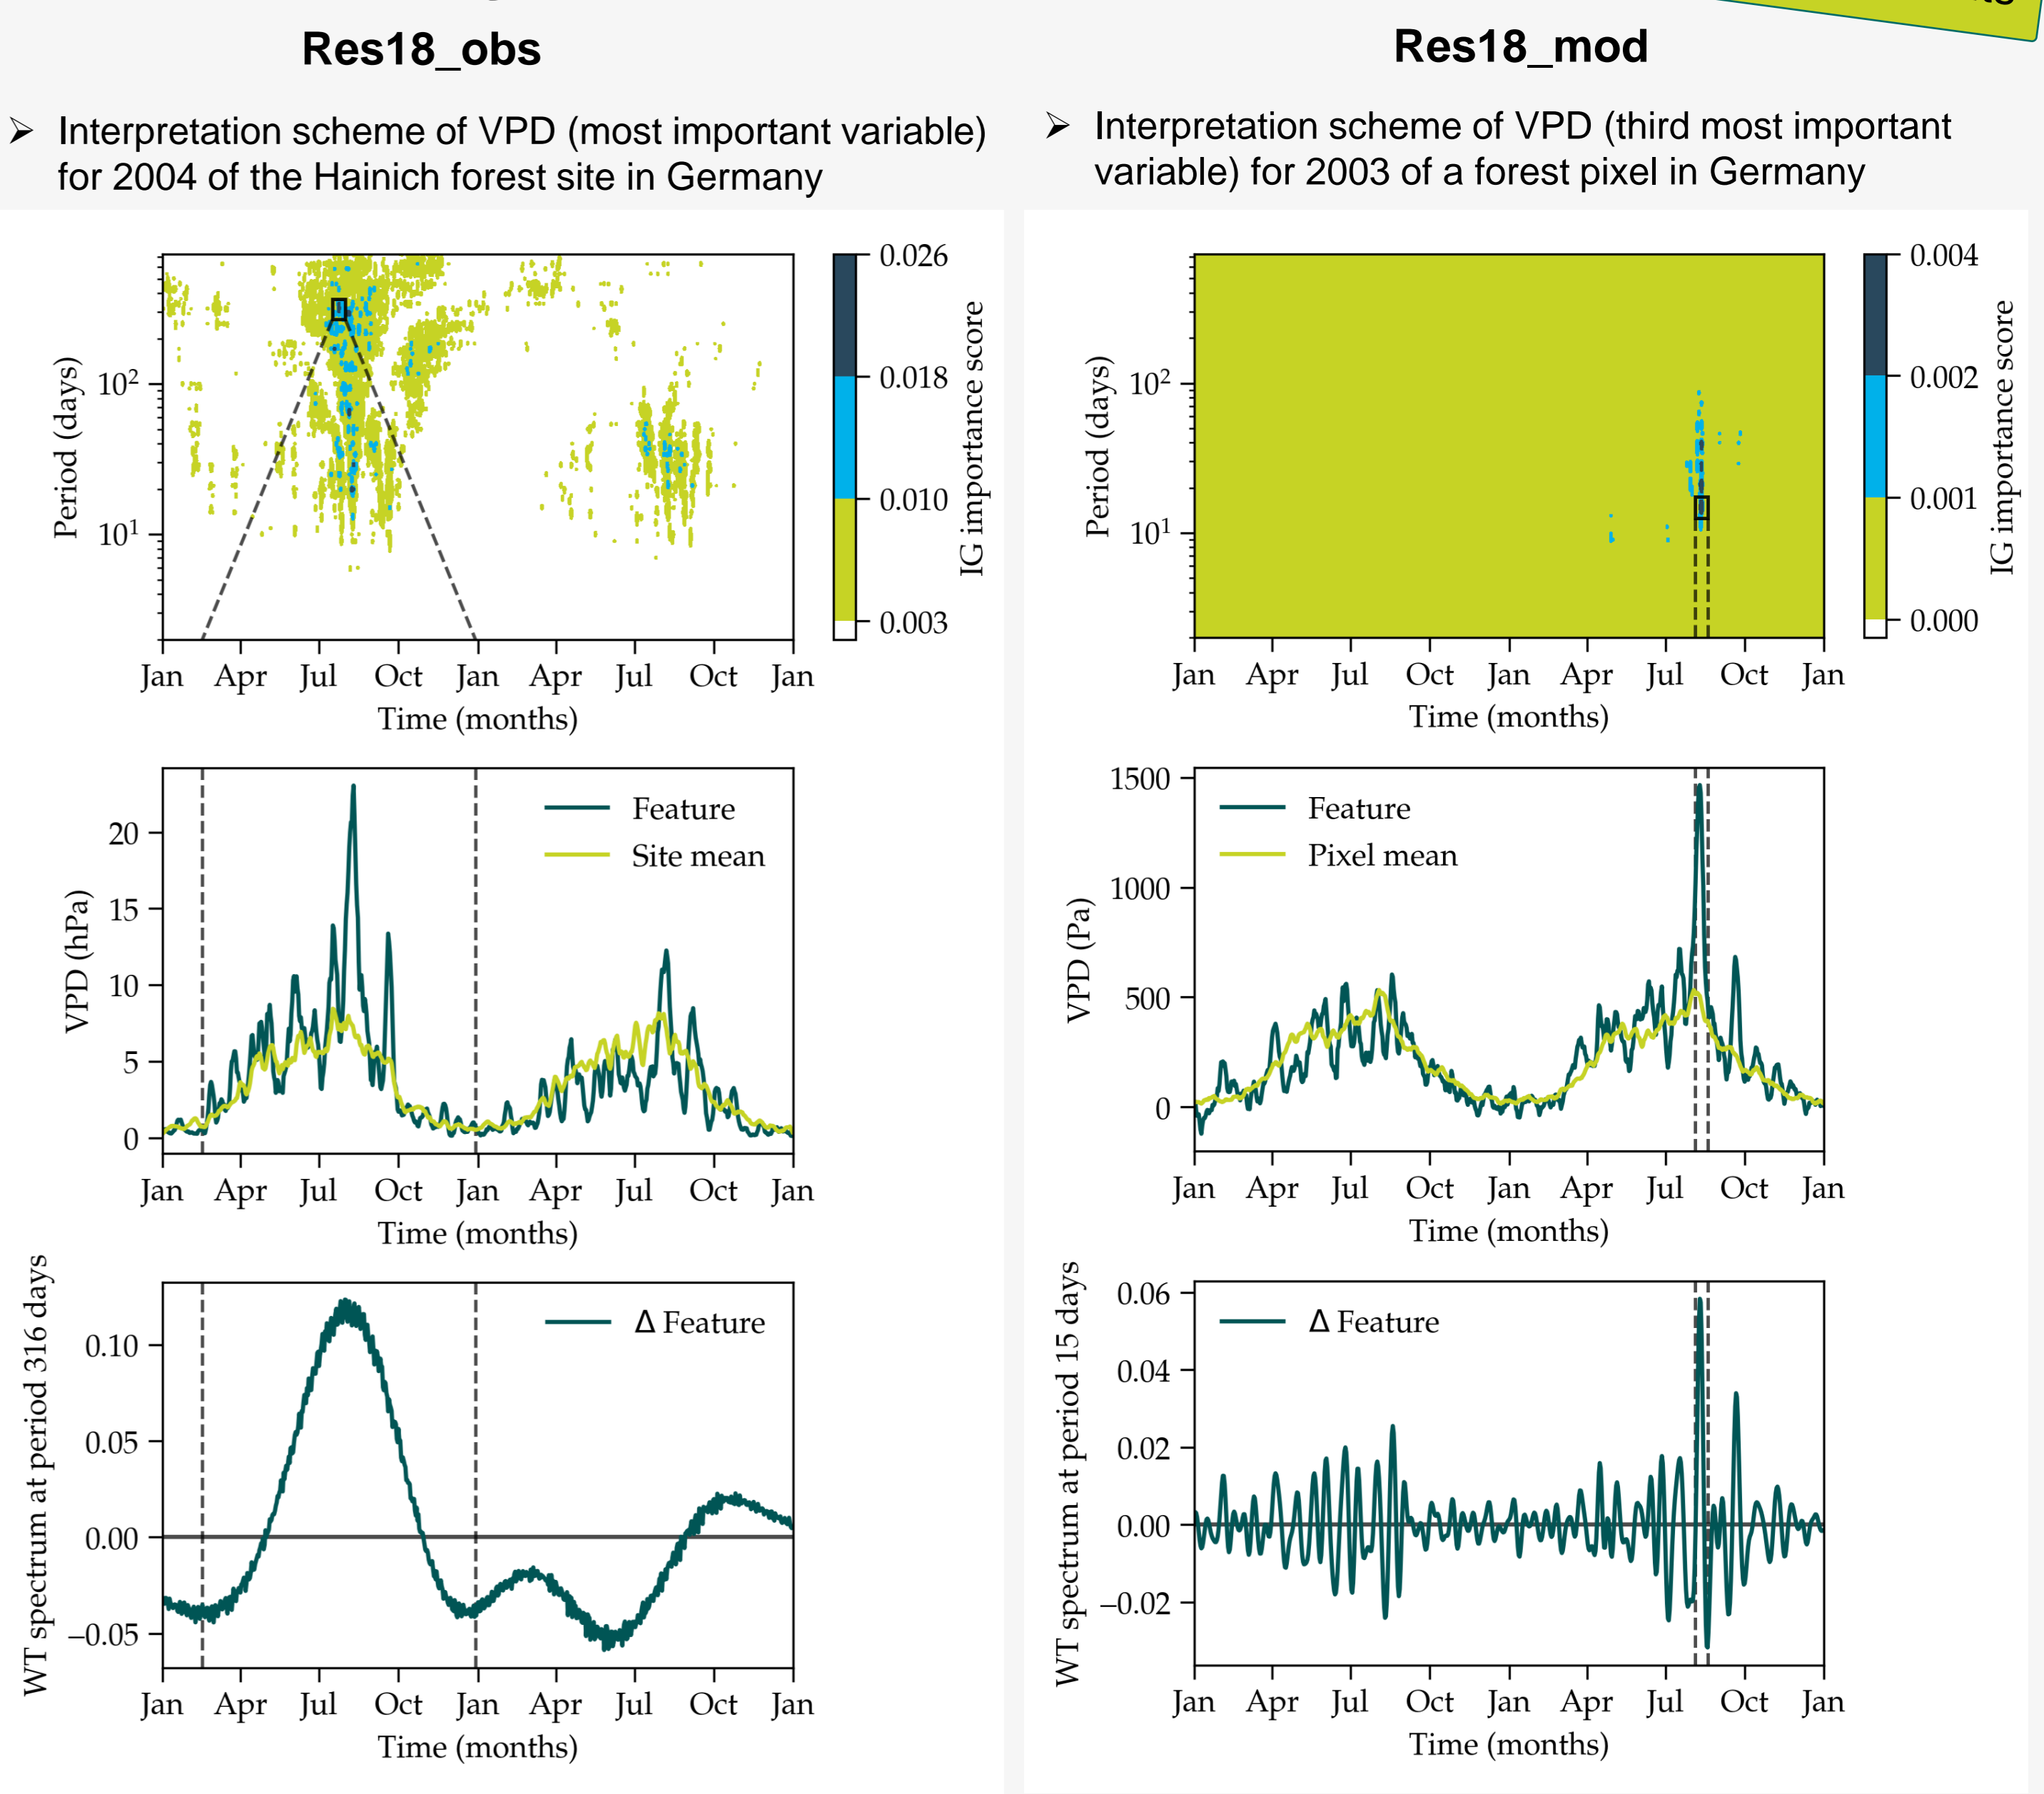 Res18_obs
➢ Interpretation scheme of VPD (most important variable)
for 2004 of the Hainich forest site in Germany
0.026
0.018
0.010
0.003
IG importance score
Period (days)
10²
10¹
Jan Apr Jul Oct Jan Apr Jul Oct Jan
Time (months)
VPD (hPa)
20
15
10
5
0
Feature
Site mean
Jan Apr Jul Oct Jan Apr Jul Oct Jan
Time (months)
WT spectrum at period 316 days
0.10
0.05
0.00
−0.05
Δ Feature
Jan Apr Jul Oct Jan Apr Jul Oct Jan
Time (months)
Res18_mod
➢ Interpretation scheme of VPD (third most important
variable) for 2003 of a forest pixel in Germany
0.004
0.002
0.001
0.000
IG importance score
Period (days)
10²
10¹
Jan Apr Jul Oct Jan Apr Jul Oct Jan
Time (months)
VPD (Pa)
1500
1000
500
0
Feature
Pixel mean
Jan Apr Jul Oct Jan Apr Jul Oct Jan
Time (months)
WT spectrum at period 15 days
0.06
0.04
0.02
0.00
−0.02
Δ Feature
Jan Apr Jul Oct Jan Apr Jul Oct Jan
Time (months)